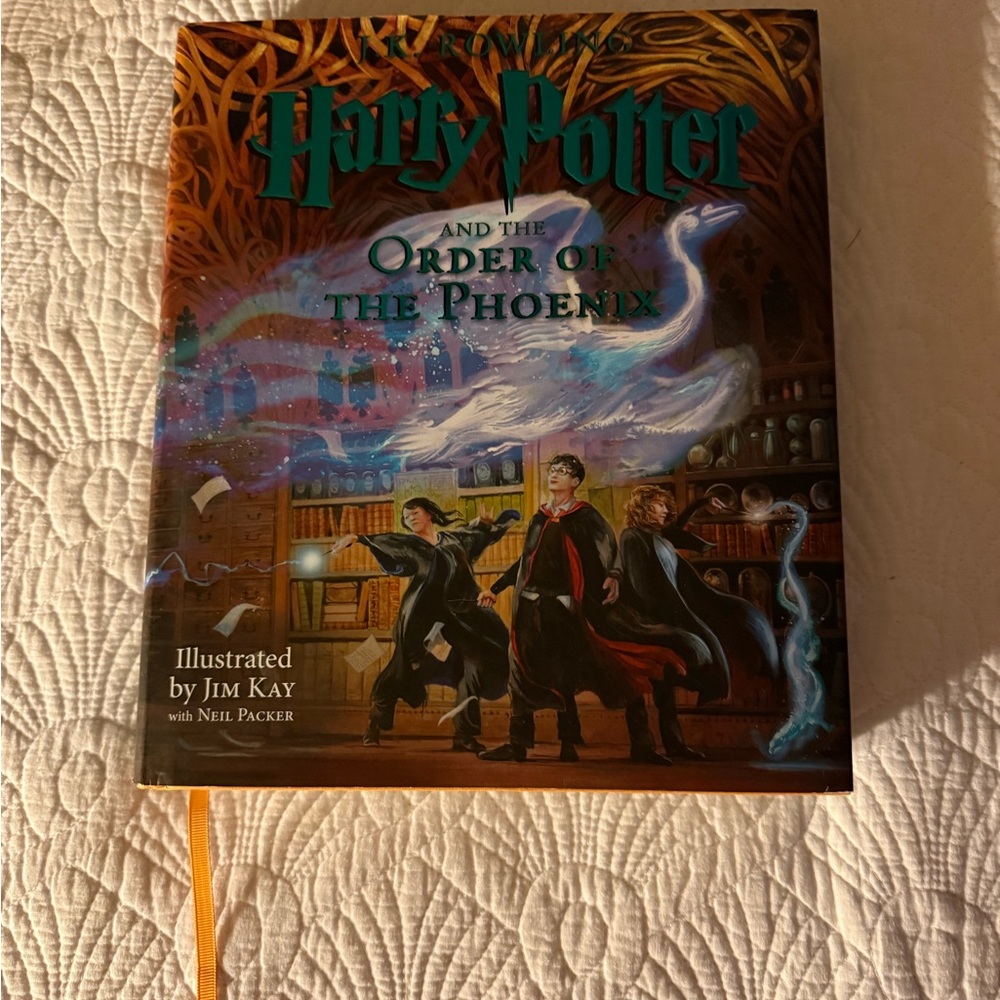 J.K. ROWLING
Harry Potter
AND THE
ORDER OF
THE PHOENIX
Illustrated
by JIM KAY
with NEIL PACKER